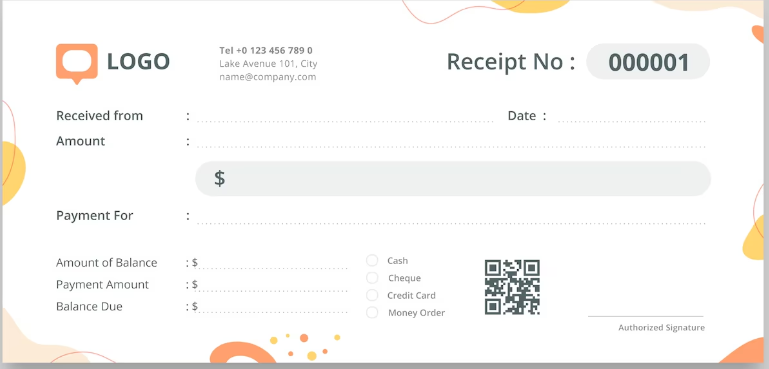 LOGO
Tel +0 123 456 789 0
Lake Avenue 101, City
name@company.com
Receipt No : 000001
Received from :
Date :
Amount :
$
Payment For :
Amount of Balance : $
Payment Amount : $
Balance Due : $
Cash
Cheque
Credit Card
Money Order
Authorized Signature